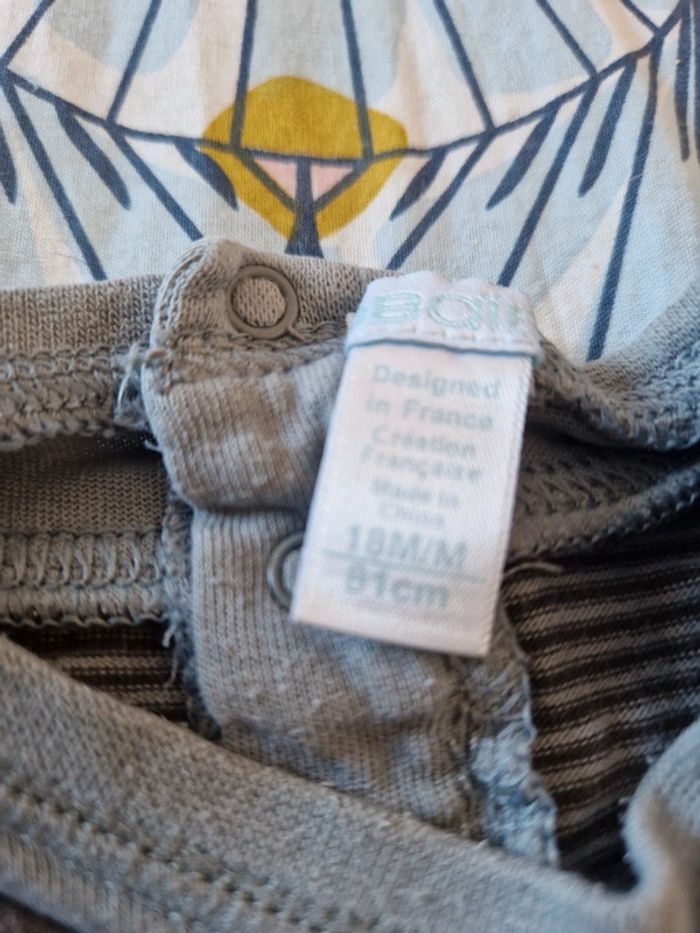 Designed
in France
Création
Française
Made in
China
18M/M
81cm